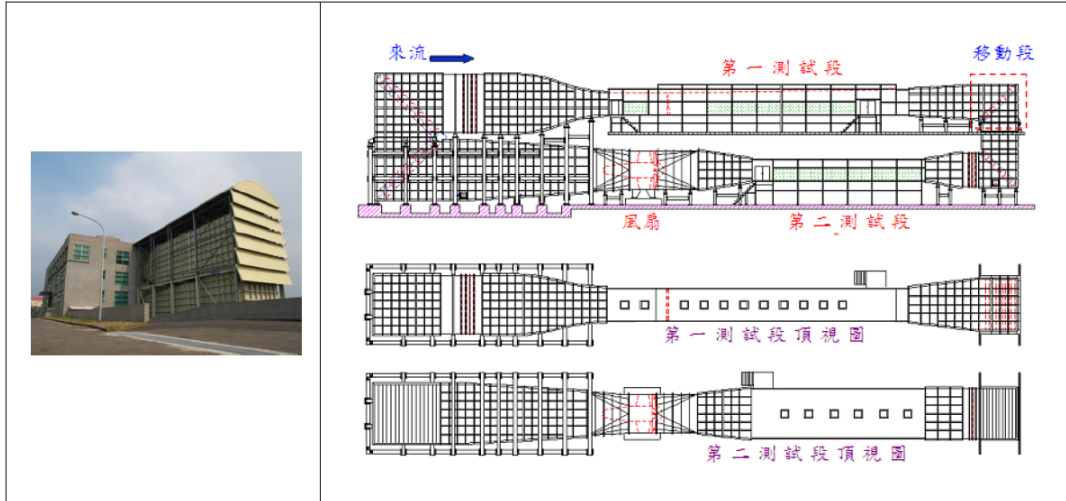 來流
移動段
第一測試段
風扇
第二測試段
第一測試段頂視圖
第二測試段頂視圖